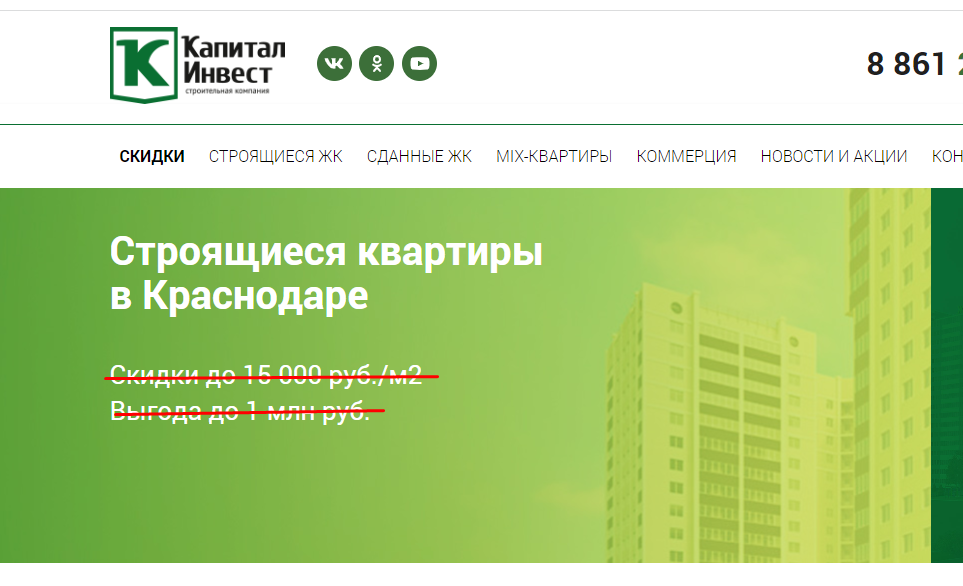 Капитал
Инвест
строительная компания
8 861 2
СКИДКИ СТРОЯЩИЕСЯ ЖК СДАННЫЕ ЖК MIX-КВАРТИРЫ КОММЕРЦИЯ НОВОСТИ И АКЦИИ КОН
Строящиеся квартиры
в Краснодаре
Скидки до 15 000 руб./м2
Выгода до 1 млн руб.